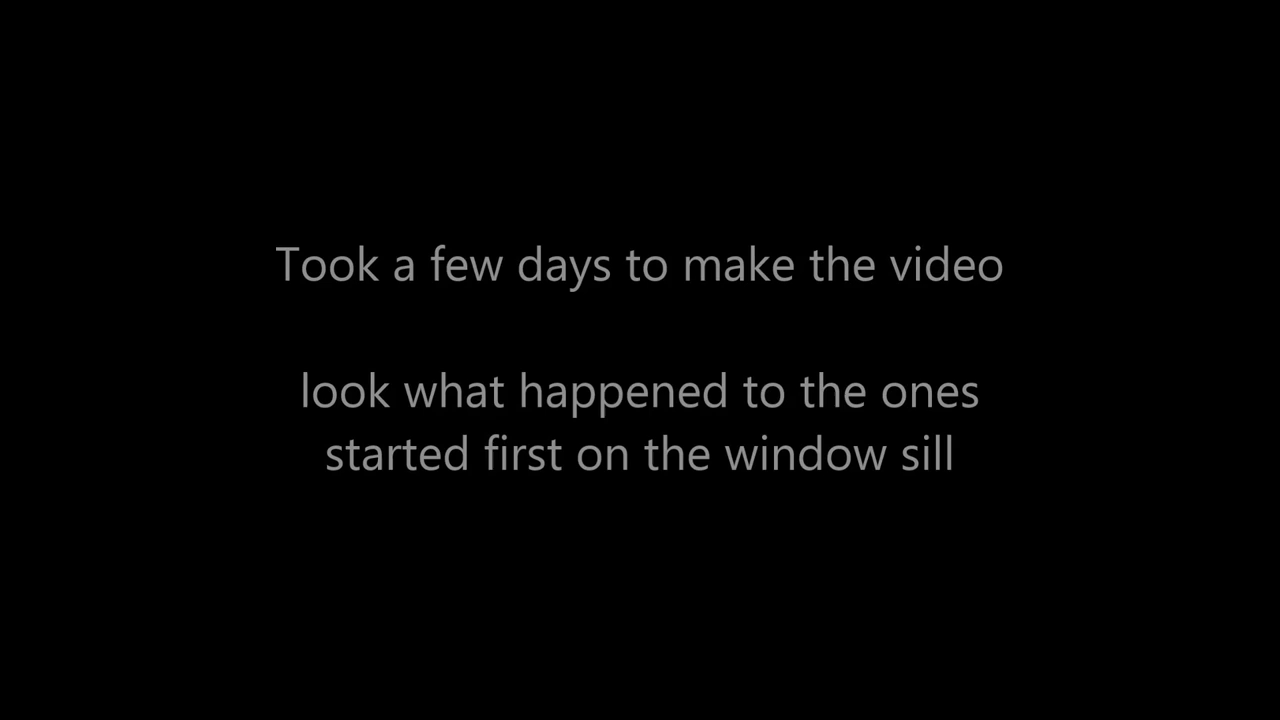 Took a few days to make the video
look what happened to the ones
started first on the window sill